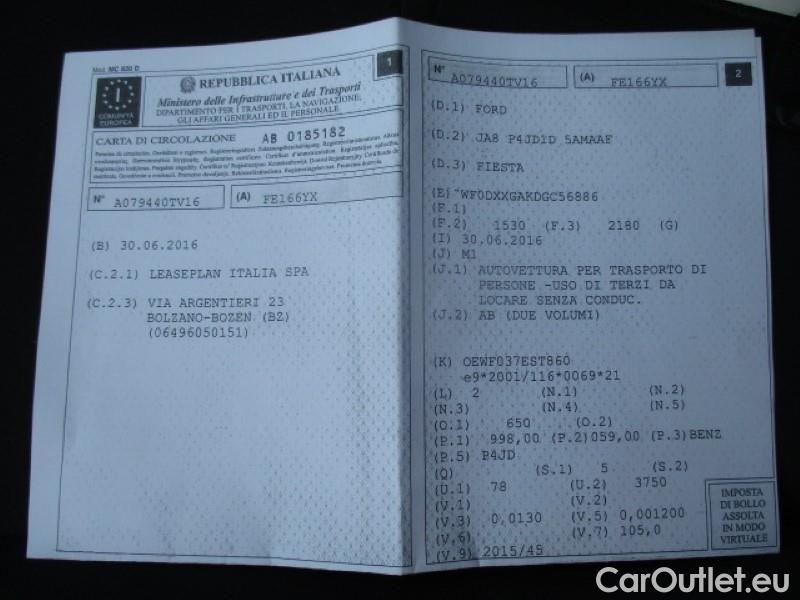 Mod. MC 820 D
1
REPUBBLICA ITALIANA
Ministero delle Infrastrutture e dei Trasporti
DIPARTIMENTO PER I TRASPORTI, LA NAVIGAZIONE,
GLI AFFARI GENERALI ED IL PERSONALE
COMUNITÀ
EUROPEA
CARTA DI CIRCOLAZIONE AB 0185182
N° A079440TV16 (A) FE166YX
(B) 30.06.2016
(C.2.1) LEASEPLAN ITALIA SPA
(C.2.3) VIA ARGENTIERI 23
BOLZANO-BOZEN (BZ)
(06496050151)
N° A079440TV16 (A) FE166YX 2
(D.1) FORD
(D.2) JA8 P4JD1D 5AMAAF
(D.3) FIESTA
(E) WF0DXXGAKDGC56886
(F.1)
(F.2) 1530 (F.3) 2180 (G)
(I) 30.06.2016
(J) M1
(J.1) AUTOVETTURA PER TRASPORTO DI
PERSONE -USO DI TERZI DA
LOCARE SENZA CONDUC.
(J.2) AB (DUE VOLUMI)
(K) OEWF037EST860
e9*2001/116*0069*21
(L) 2 (N.1) (N.2)
(N.3) (N.4) (N.5)
(O.1) 650 (O.2)
(P.1) 998,00 (P.2)059,00 (P.3)BENZ
(P.5) P4JD
(Q) (S.1) 5 (S.2)
(U.1) 78 (U.2) 3750
(V.1) (V.2)
(V.3) 0,0130 (V.5) 0,001200
(V.6) (V.7) 105,0
(V.9) 2015/45
IMPOSTA
DI BOLLO
ASSOLTA
IN MODO
VIRTUALE
CarOutlet.eu